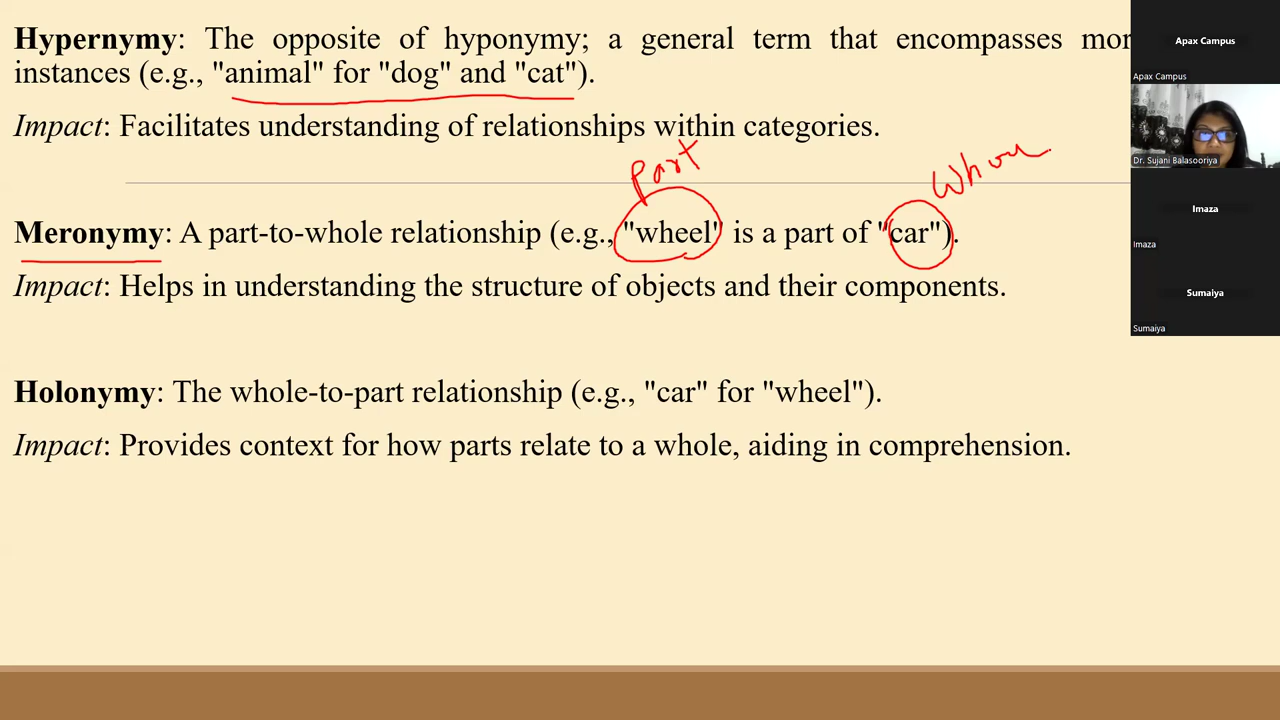 Hypernymy: The opposite of hyponymy; a general term that encompasses mor
instances (e.g., "animal" for "dog" and "cat").
Impact: Facilitates understanding of relationships within categories.
Part
Whole
Meronymy: A part-to-whole relationship (e.g., "wheel" is a part of "car").
Impact: Helps in understanding the structure of objects and their components.
Holonymy: The whole-to-part relationship (e.g., "car" for "wheel").
Impact: Provides context for how parts relate to a whole, aiding in comprehension.
Apax Campus
Apax Campus
Dr. Sujani Balasooriya
Imaza
Imaza
Sumaiya
Sumaiya